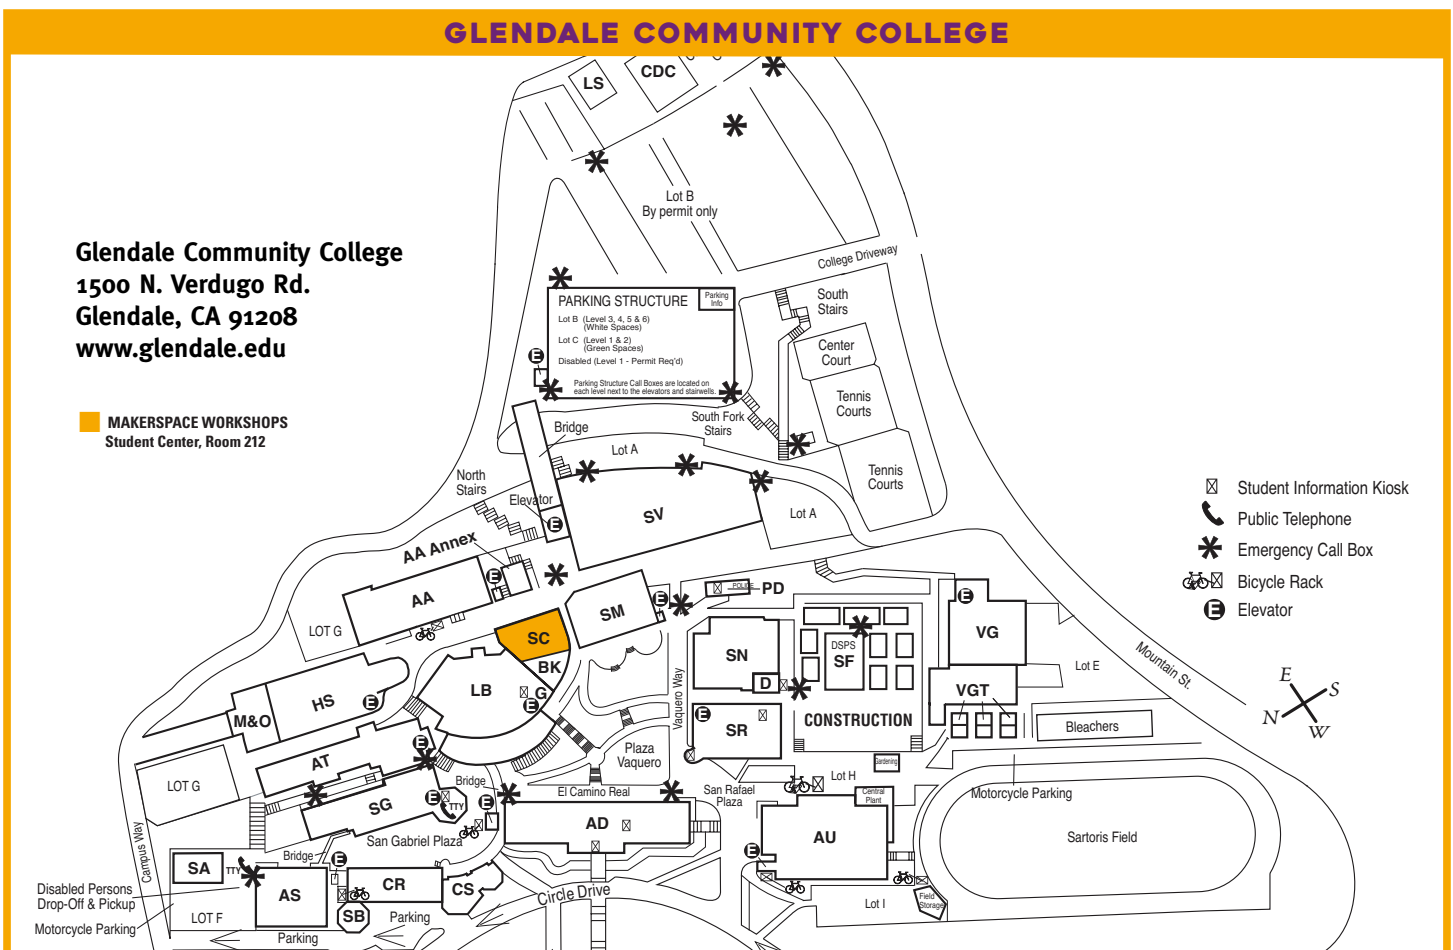 GLENDALE COMMUNITY COLLEGE
LS
CDC
Lot B
By permit only
Glendale Community College
1500 N. Verdugo Rd.
Glendale, CA 91208
www.glendale.edu
MAKERSPACE WORKSHOPS
Student Center, Room 212
College Driveway
PARKING STRUCTURE
Parking
Info
Lot B (Level 3, 4, 5 & 6)
(White Spaces)
Lot C (Level 1 & 2)
(Green Spaces)
Disabled (Level 1 - Permit Req'd)
Parking Structure Call Boxes are located on
each level next to the elevators and stairwells.
E
South
Stairs
Center
Court
Tennis
Courts
South Fork
Stairs
Bridge
Lot A
Tennis
Courts
North
Stairs
Elevator
E
SV
Lot A
Student Information Kiosk
Public Telephone
Emergency Call Box
Bicycle Rack
E
Elevator
AA Annex
E
AA
LOT G
SC
SM
E
POLICE
PD
BK
LB
G
E
SN
D
DSPS
SF
E
VG
VGT
Lot E
Mountain St.
E
S
N
W
HS
E
M&O
AT
E
LOT G
Vaquero Way
E
SR
CONSTRUCTION
Bleachers
Plaza
Vaquero
Gardening
Bridge
El Camino Real
San Rafael
Plaza
Lot H
Central
Plant
Motorcycle Parking
SG
E
TTY
E
San Gabriel Plaza
AD
AU
E
Sartoris Field
Campus Way
Bridge
E
SA
TTY
AS
CR
CS
SB
Circle Drive
Disabled Persons
Drop-Off & Pickup
Motorcycle Parking
LOT F
Parking
Parking
Lot I
Field
Storage